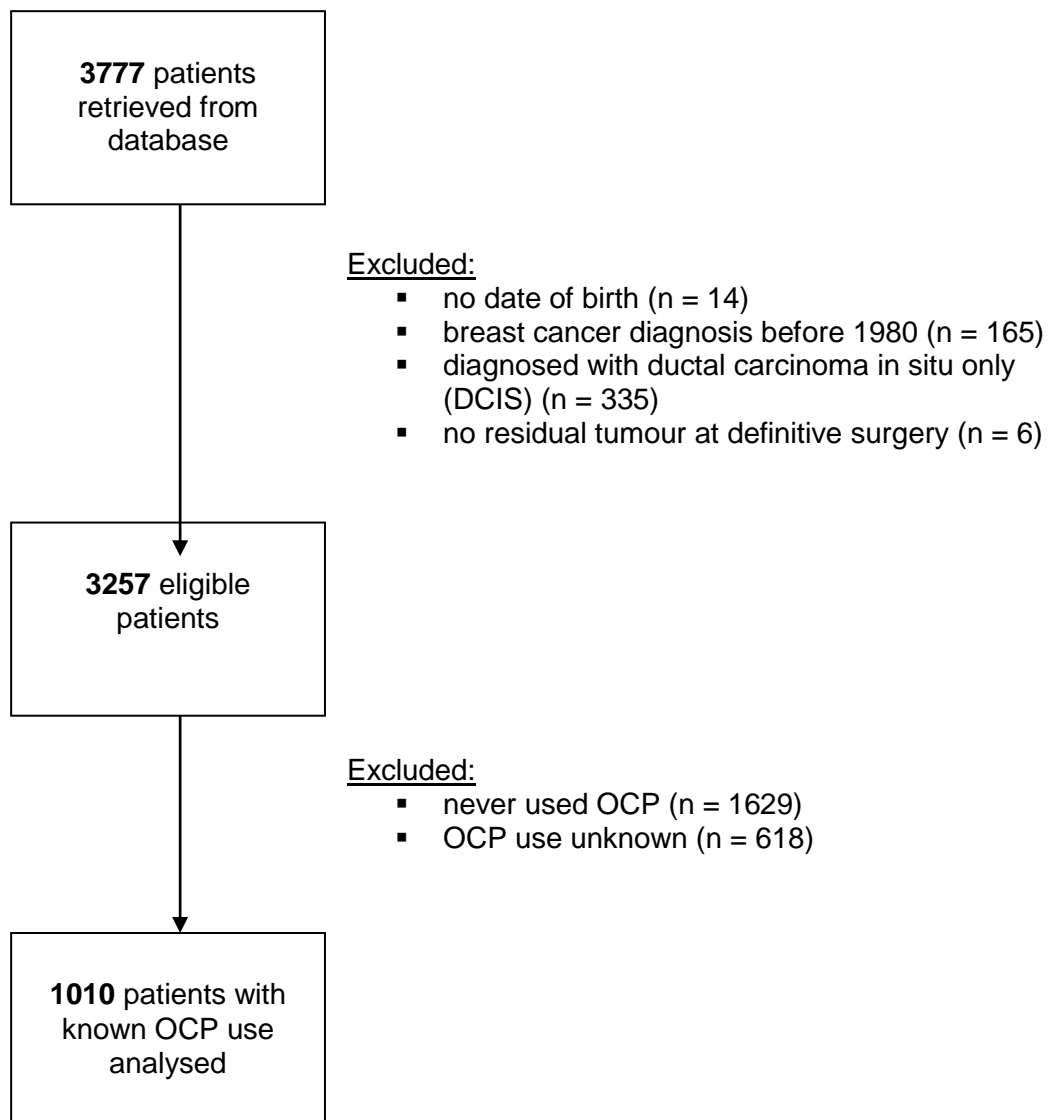 3777 patients
retrieved from
database
Excluded:
▪ no date of birth (n = 14)
▪ breast cancer diagnosis before 1980 (n = 165)
▪ diagnosed with ductal carcinoma in situ only
(DCIS) (n = 335)
▪ no residual tumour at definitive surgery (n = 6)
3257 eligible
patients
Excluded:
▪ never used OCP (n = 1629)
▪ OCP use unknown (n = 618)
1010 patients with
known OCP use
analysed